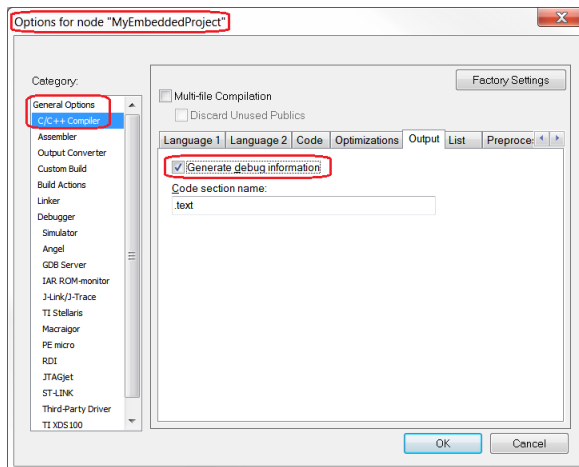 Options for node "MyEmbeddedProject"
X
Category:
Factory Settings
General Options
C/C++ Compiler
Assembler
Output Converter
Custom Build
Build Actions
Linker
Debugger
Simulator
Angel
GDB Server
IAR ROM-monitor
J-Link/J-Trace
TI Stellaris
Macraigor
PE micro
RDI
JTAGjet
ST-LINK
Third-Party Driver
TI XDS100
Multi-file Compilation
Discard Unused Publics
Language 1 Language 2 Code Optimizations Output List Preproce
Generate debug information
Code section name:
.text
OK Cancel